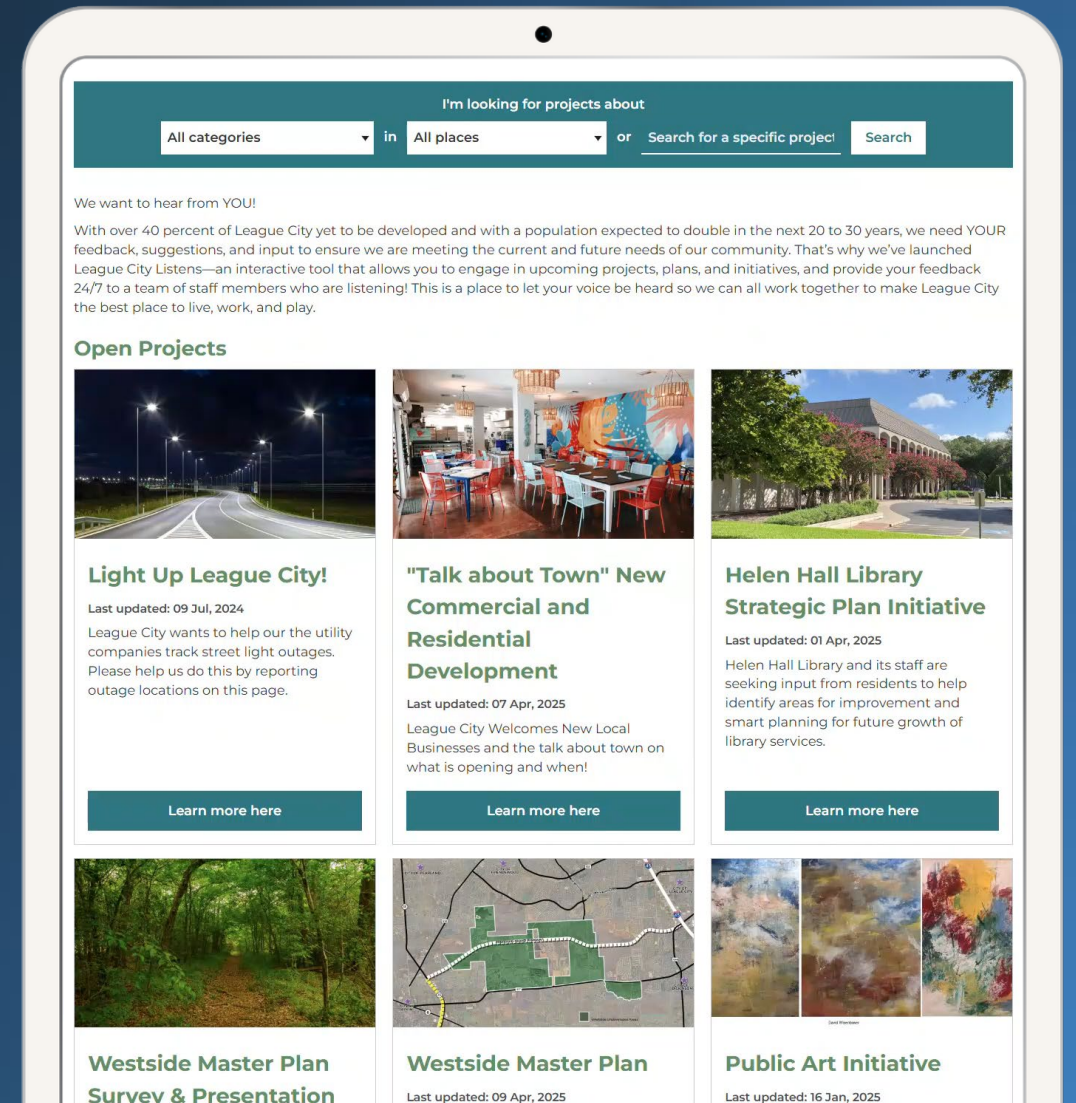 I'm looking for projects about
All categories
in
All places
or
Search for a specific project
Search
We want to hear from YOU!
With over 40 percent of League City yet to be developed and with a population expected to double in the next 20 to 30 years, we need YOUR
feedback, suggestions, and input to ensure we are meeting the current and future needs of our community. That's why we've launched
League City Listens—an interactive tool that allows you to engage in upcoming projects, plans, and initiatives, and provide your feedback
24/7 to a team of staff members who are listening! This is a place to let your voice be heard so we can all work together to make League City
the best place to live, work, and play.
Open Projects
Light Up League City!
Last updated: 09 Jul, 2024
League City wants to help our the utility
companies track street light outages.
Please help us do this by reporting
outage locations on this page.
Learn more here
"Talk about Town" New
Commercial and
Residential
Development
Last updated: 07 Apr, 2025
League City Welcomes New Local
Businesses and the talk about town on
what is opening and when!
Learn more here
Helen Hall Library
Strategic Plan Initiative
Last updated: 01 Apr, 2025
Helen Hall Library and its staff are
seeking input from residents to help
identify areas for improvement and
smart planning for future growth of
library services.
Learn more here
Westside Master Plan
Survey & Presentation
Westside Master Plan
Last updated: 09 Apr, 2025
Public Art Initiative
Last updated: 16 Jan, 2025